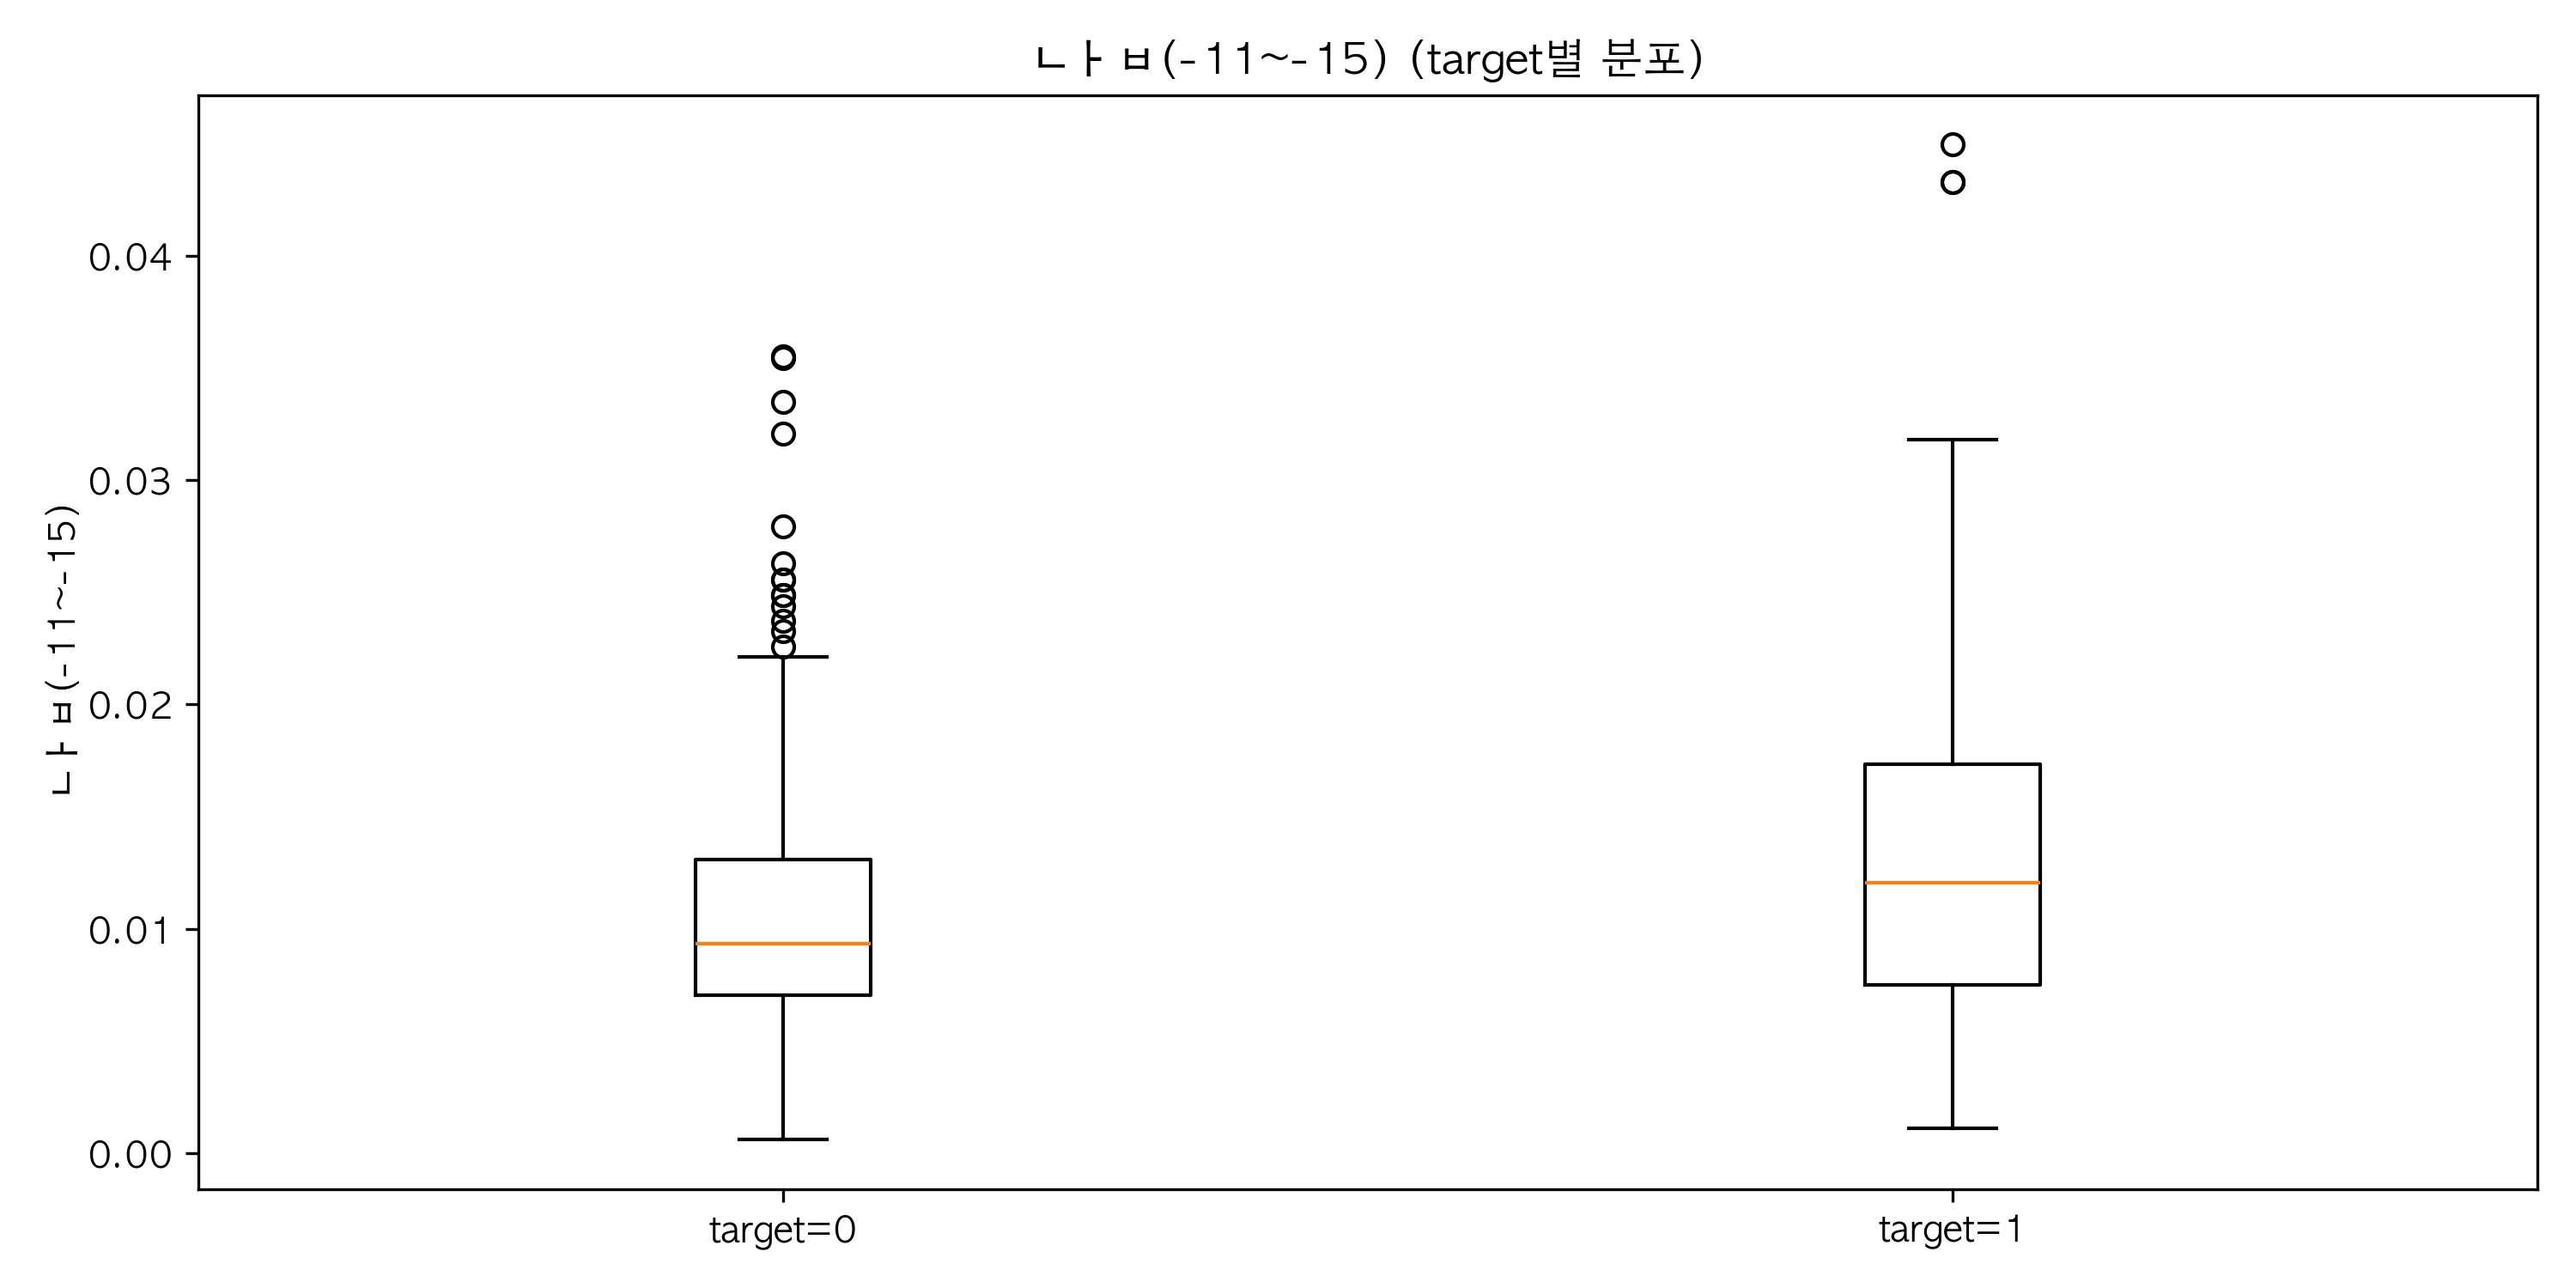 ㄴㅏㅂ(-11~-15) (target별 분포)
ㄴㅏㅂ(-11~-15)
0.04
0.03
0.02
0.01
0.00
target=0
target=1